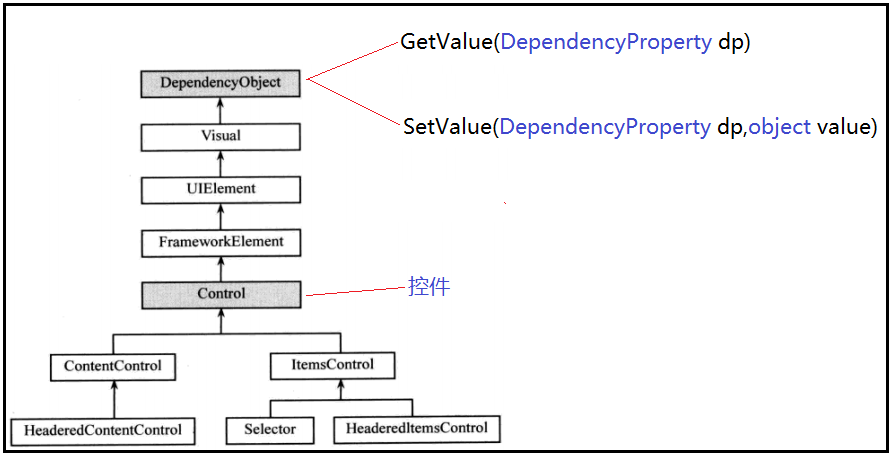 GetValue(DependencyProperty dp)
DependencyObject
SetValue(DependencyProperty dp,object value)
Visual
UIElement
FrameworkElement
Control
控件
ContentControl
ItemsControl
HeaderedContentControl
Selector
HeaderedItemsControl